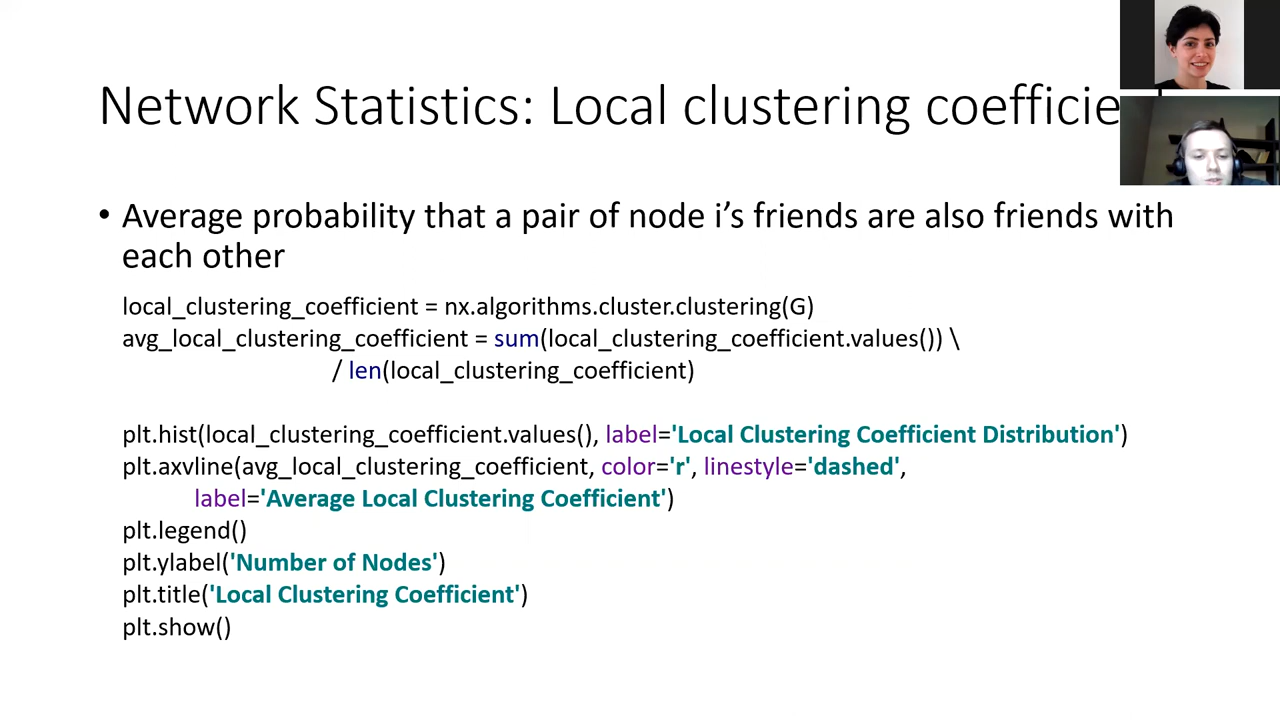 Network Statistics: Local clustering coefficie
• Average probability that a pair of node i’s friends are also friends with
each other
local_clustering_coefficient = nx.algorithms.cluster.clustering(G)
avg_local_clustering_coefficient = sum(local_clustering_coefficient.values()) \
/ len(local_clustering_coefficient)
plt.hist(local_clustering_coefficient.values(), label='Local Clustering Coefficient Distribution')
plt.axvline(avg_local_clustering_coefficient, color='r', linestyle='dashed',
label='Average Local Clustering Coefficient')
plt.legend()
plt.ylabel('Number of Nodes')
plt.title('Local Clustering Coefficient')
plt.show()